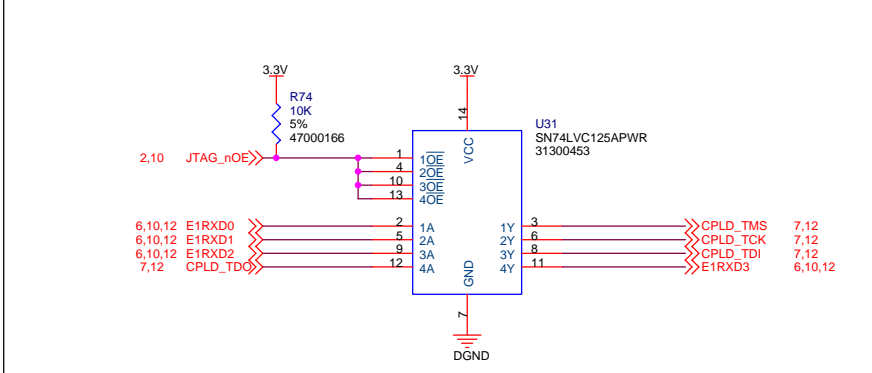 3.3V
3.3V
R74
10K
5%
47000166
14
VCC
U31
SN74LVC125APWR
31300453
2,10 JTAG_nOE
1 1OE
4 2OE
10 3OE
13 4OE
6,10,12 E1RXD0 2 1A 1Y 3 CPLD_TMS 7,12
6,10,12 E1RXD1 5 2A 2Y 6 CPLD_TCK 7,12
6,10,12 E1RXD2 9 3A 3Y 8 CPLD_TDI 7,12
7,12 CPLD_TDO 12 4A 4Y 11 E1RXD3 6,10,12
GND
7
DGND